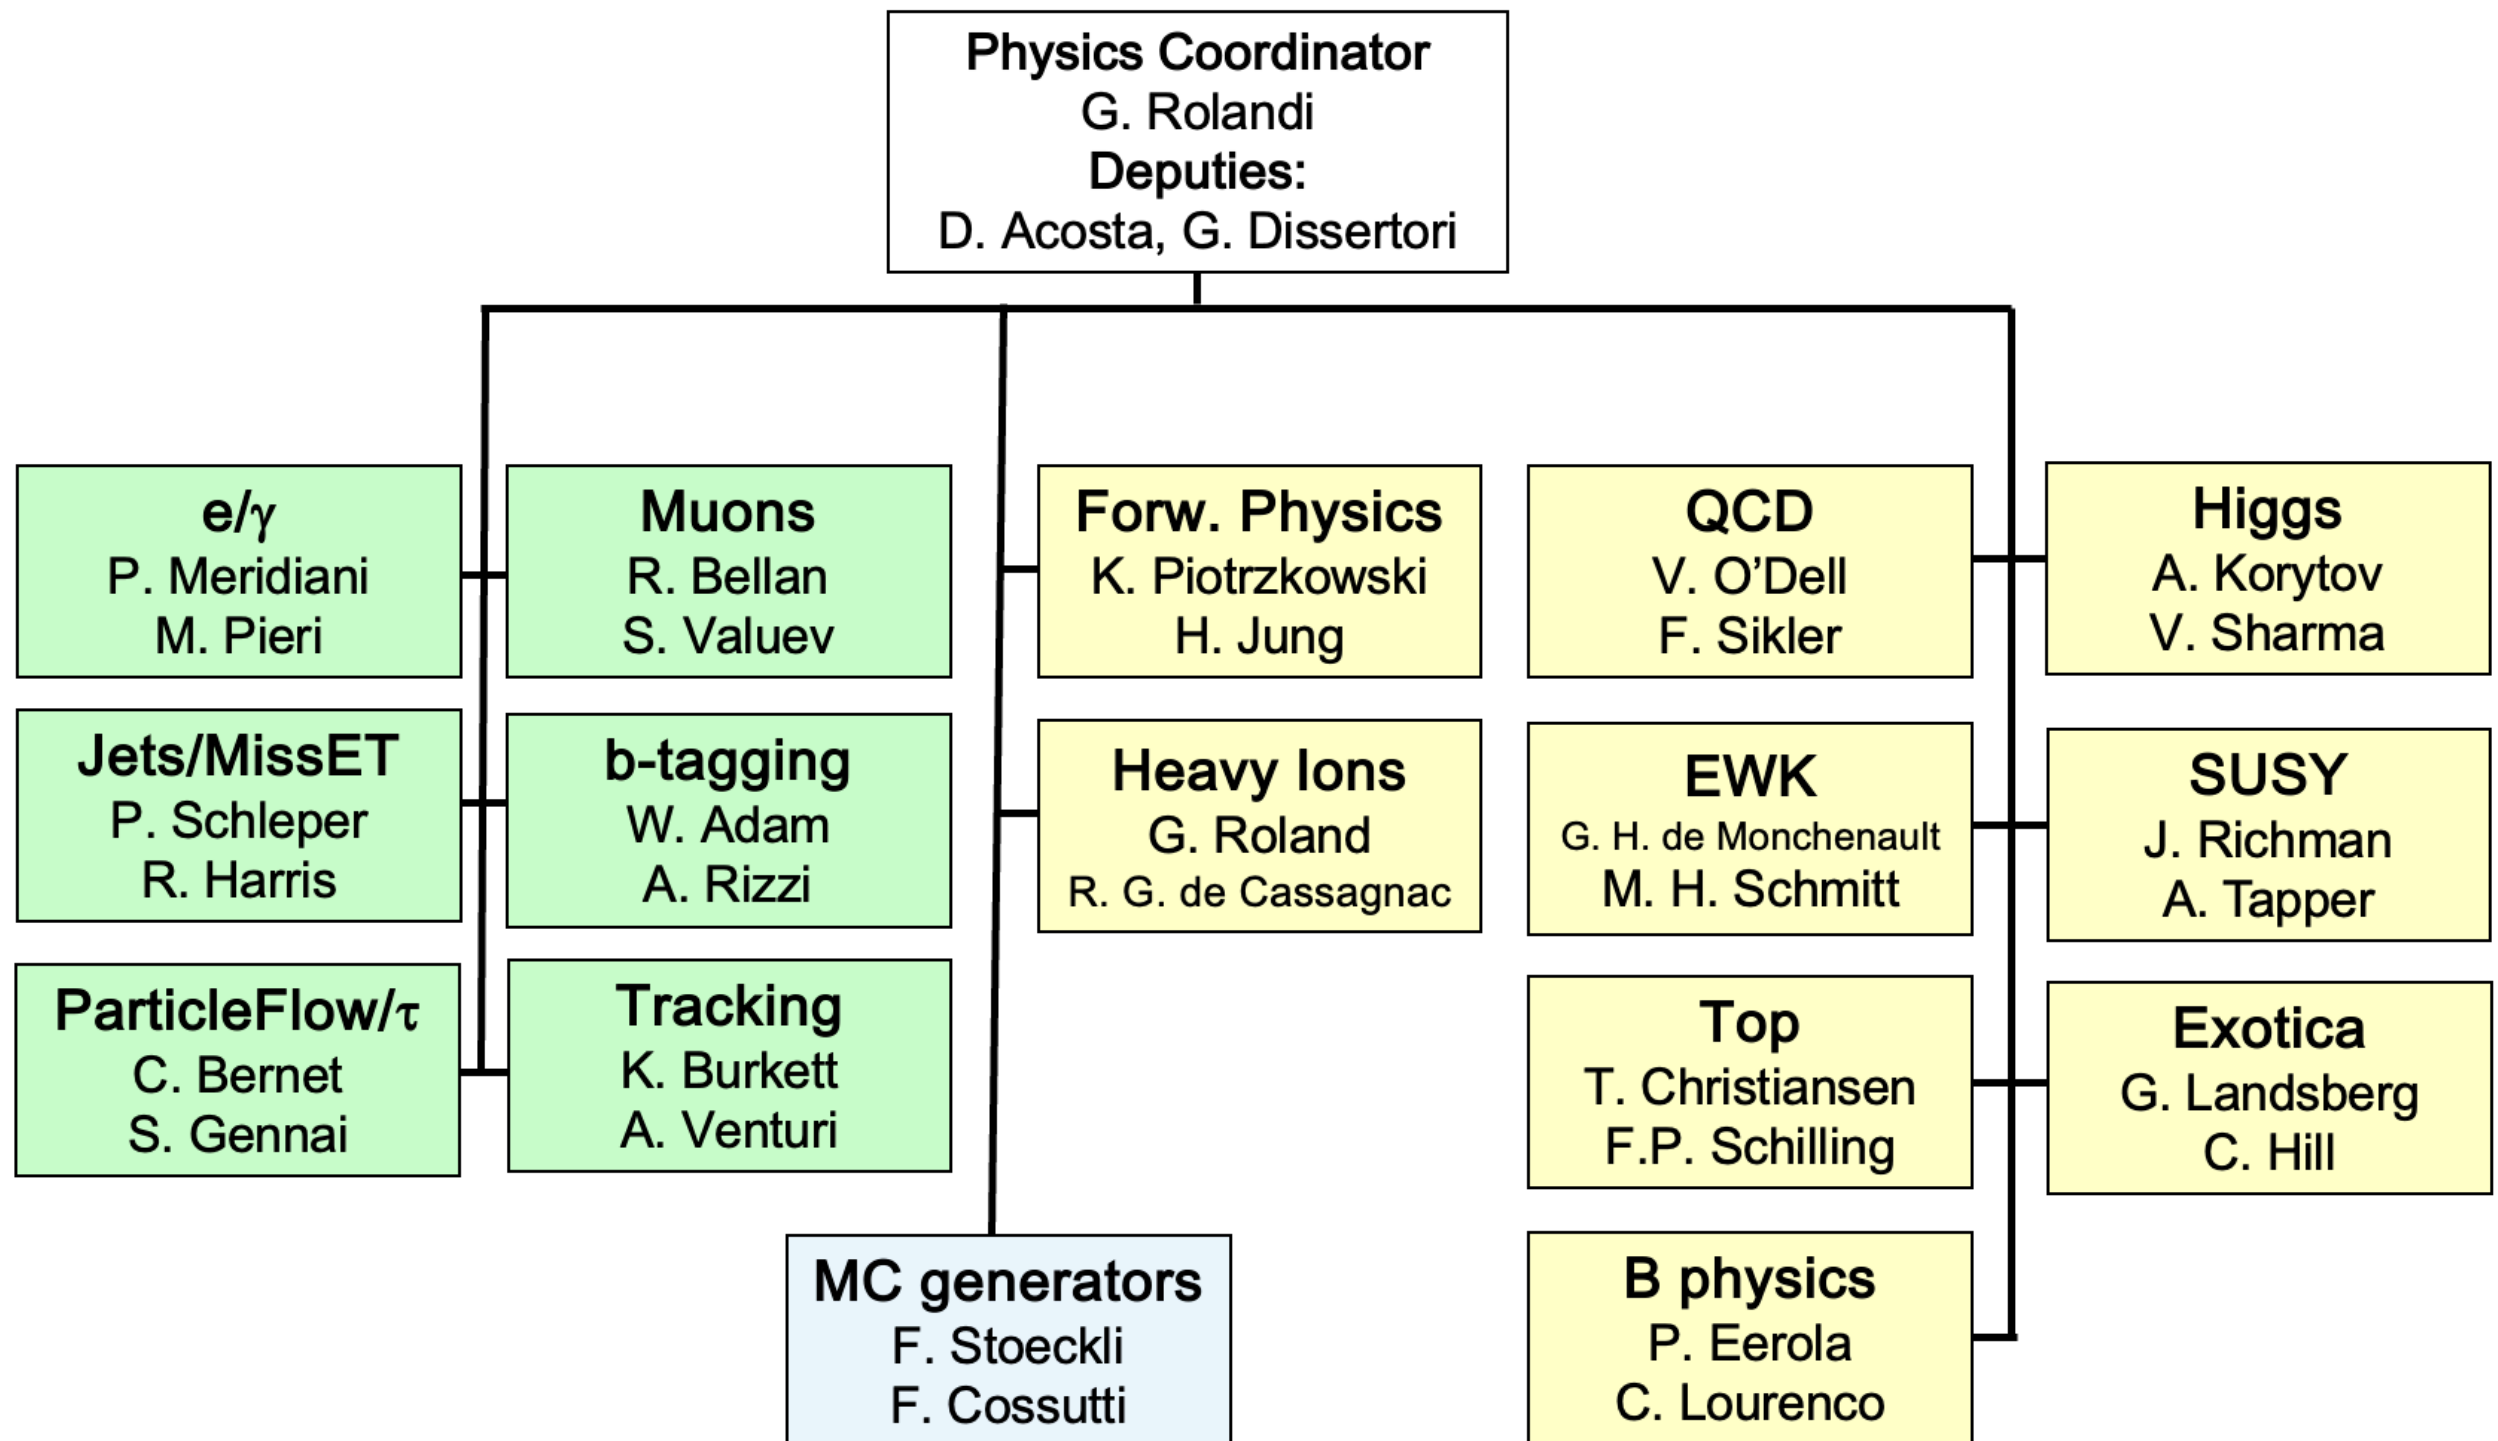 Physics Coordinator
G. Rolandi
Deputies:
D. Acosta, G. Dissertori
e/γ
P. Meridiani
M. Pieri
Muons
R. Bellan
S. Valuev
Forw. Physics
K. Piotrzkowski
H. Jung
QCD
V. O’Dell
F. Sikler
Higgs
A. Korytov
V. Sharma
Jets/MissET
P. Schleper
R. Harris
b-tagging
W. Adam
A. Rizzi
Heavy Ions
G. Roland
R. G. de Cassagnac
EWK
G. H. de Monchenault
M. H. Schmitt
SUSY
J. Richman
A. Tapper
ParticleFlow/τ
C. Bernet
S. Gennai
Tracking
K. Burkett
A. Venturi
Top
T. Christiansen
F.P. Schilling
Exotica
G. Landsberg
C. Hill
MC generators
F. Stoeckli
F. Cossutti
B physics
P. Eerola
C. Lourenco